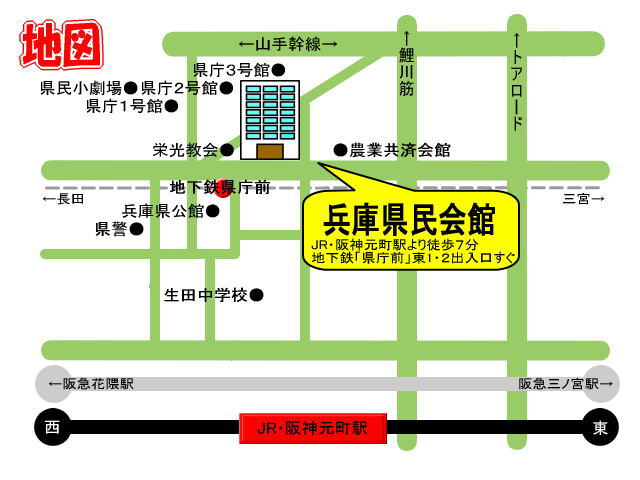 地図
←山手幹線→
↑鯉川筋
↑トアロード
県庁3号館●
県民小劇場●
県庁2号館●
県庁1号館●
栄光教会●
●農業共済会館
地下鉄県庁前
←長田
三宮→
兵庫県公館●
県警●
兵庫県民会館
JR・阪神元町駅より徒歩7分
地下鉄「県庁前」東1・2出入口すぐ
生田中学校●
←阪急花隈駅
阪急三ノ宮駅→
西
JR・阪神元町駅
東